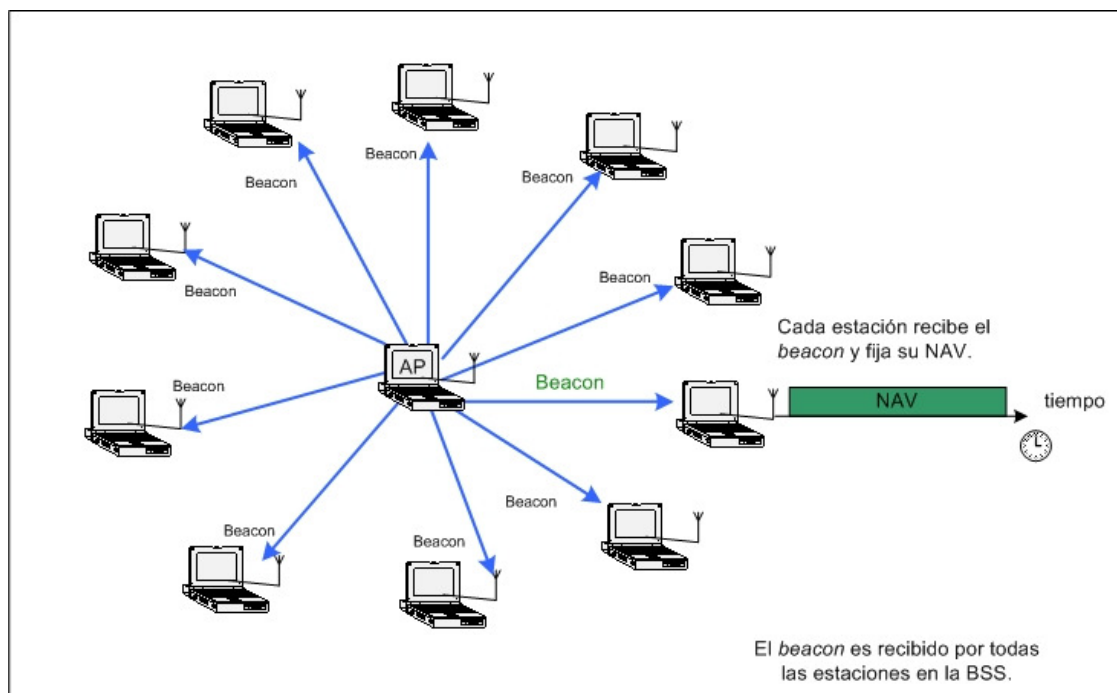 Beacon
Beacon
Beacon
Beacon
Beacon
Cada estación recibe el
beacon y fija su NAV.
AP
Beacon
Beacon
NAV
tiempo
Beacon
Beacon
Beacon
El beacon es recibido por todas
las estaciones en la BSS.